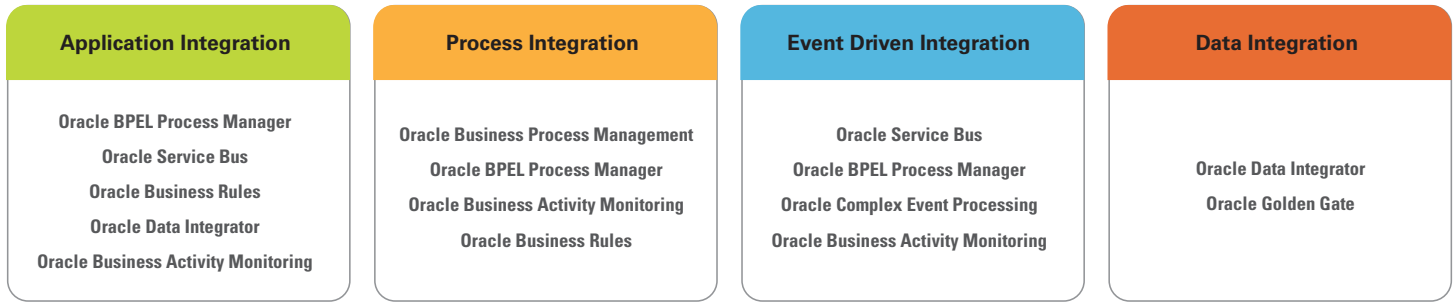 Application Integration
Oracle BPEL Process Manager
Oracle Service Bus
Oracle Business Rules
Oracle Data Integrator
Oracle Business Activity Monitoring
Process Integration
Oracle Business Process Management
Oracle BPEL Process Manager
Oracle Business Activity Monitoring
Oracle Business Rules
Event Driven Integration
Oracle Service Bus
Oracle BPEL Process Manager
Oracle Complex Event Processing
Oracle Business Activity Monitoring
Data Integration
Oracle Data Integrator
Oracle Golden Gate